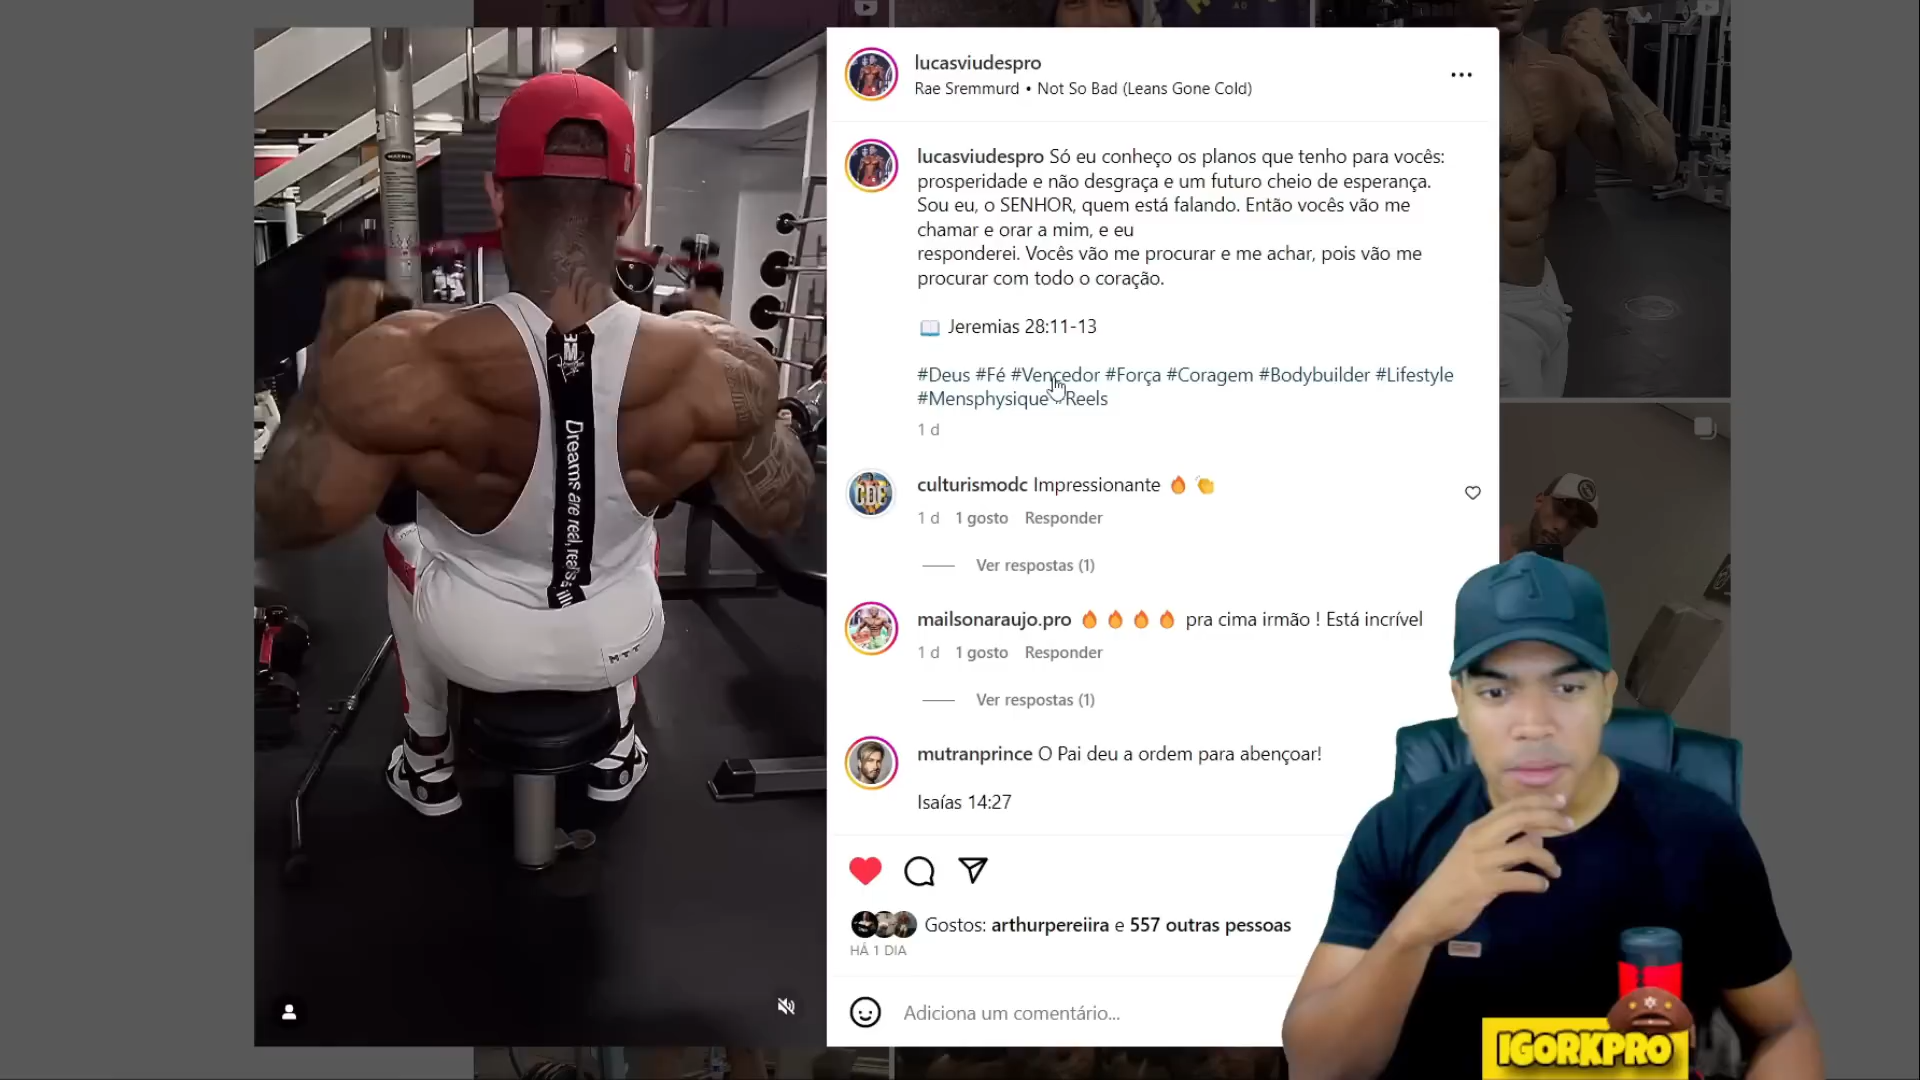 lucasviudespro
Rae Sremmurd • Not So Bad (Leans Gone Cold)
lucasviudespro Só eu conheço os planos que tenho para vocês:
prosperidade e não desgraça e um futuro cheio de esperança.
Sou eu, o SENHOR, quem está falando. Então vocês vão me
chamar e orar a mim, e eu
responderei. Vocês vão me procurar e me achar, pois vão me
procurar com todo o coração.
📖 Jeremias 28:11-13
#Deus #Fé #Vencedor #Força #Coragem #Bodybuilder #Lifestyle
#Mensphysique #Reels
1 d
culturismodc Impressionante 🔥 👏
1 d 1 gosto Responder
Ver respostas (1)
mailsonaraujo.pro 🔥 🔥 🔥 🔥 pra cima irmão ! Está incrível
1 d 1 gosto Responder
Ver respostas (1)
mutranprince O Pai deu a ordem para abençoar!
Isaías 14:27
Gostos: arthurpereiira e 557 outras pessoas
HÁ 1 DIA
Adiciona um comentário...
Dreams are real, real's
MTT
CDE
IGORKPRO